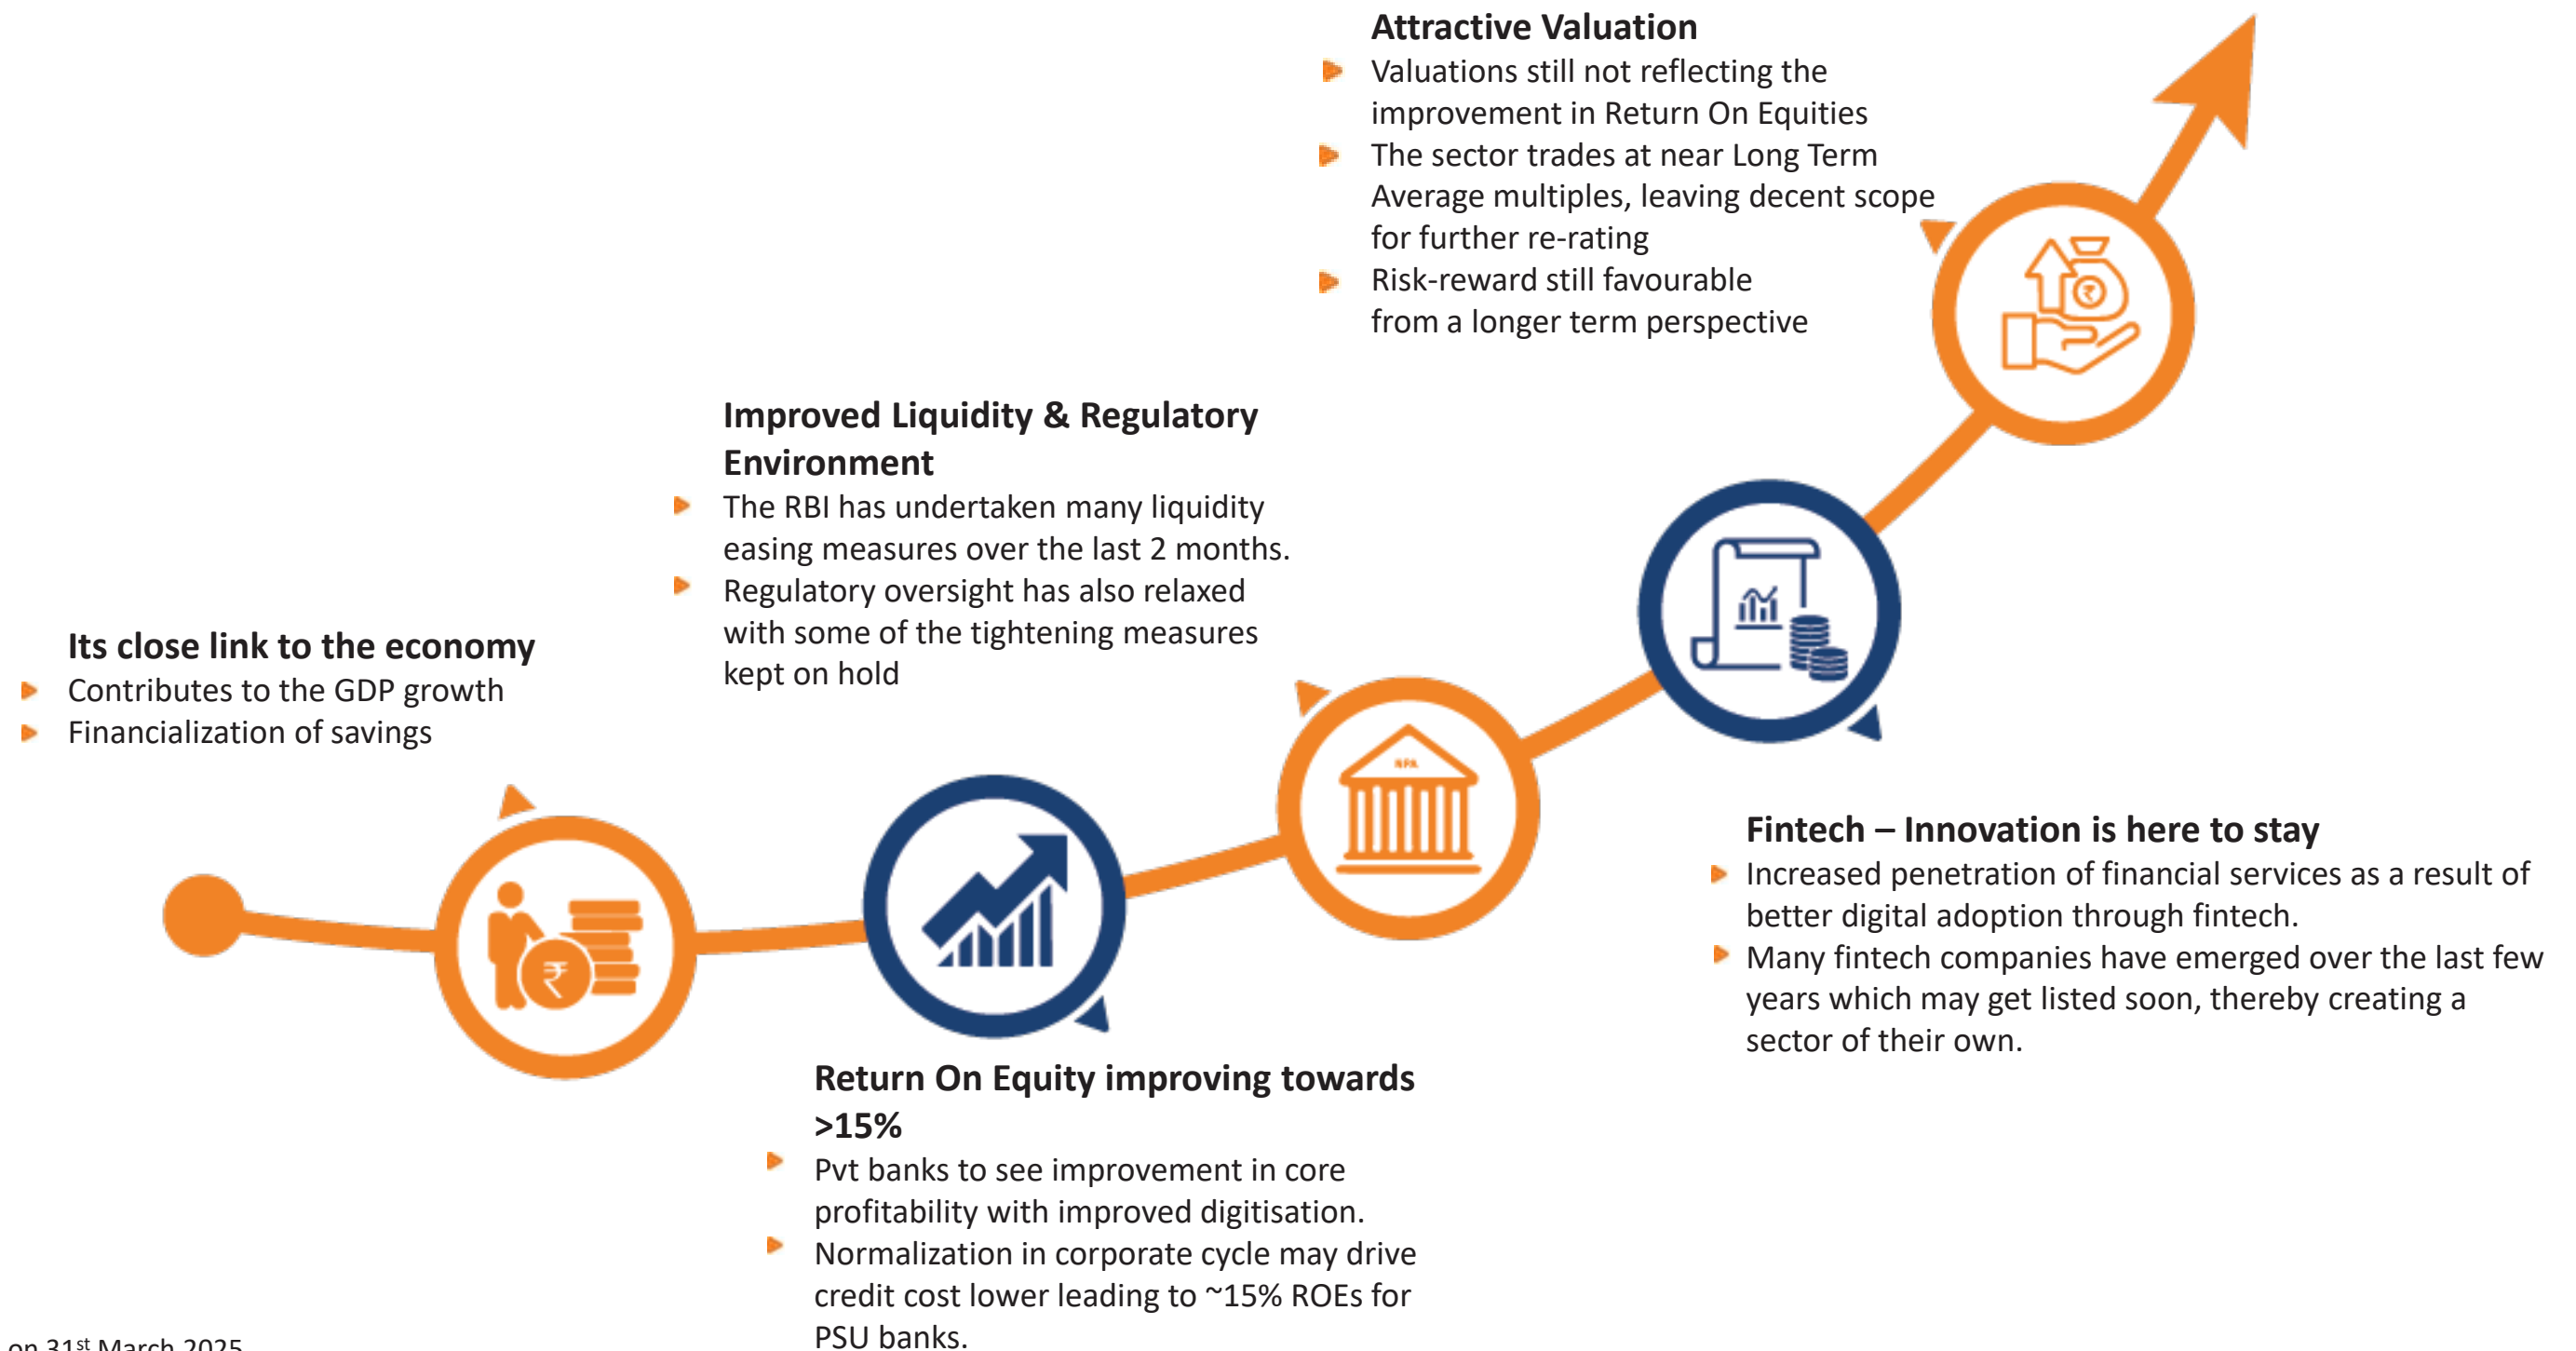 Attractive Valuation
Valuations still not reflecting the
improvement in Return On Equities
The sector trades at near Long Term
Average multiples, leaving decent scope
for further re-rating
Risk-reward still favourable
from a longer term perspective
Improved Liquidity & Regulatory
Environment
The RBI has undertaken many liquidity
easing measures over the last 2 months.
Regulatory oversight has also relaxed
with some of the tightening measures
kept on hold
Its close link to the economy
Contributes to the GDP growth
Financialization of savings
₹
₹
NPA
Fintech – Innovation is here to stay
Increased penetration of financial services as a result of
better digital adoption through fintech.
Many fintech companies have emerged over the last few
years which may get listed soon, thereby creating a
sector of their own.
Return On Equity improving towards
>15%
Pvt banks to see improvement in core
profitability with improved digitisation.
Normalization in corporate cycle may drive
credit cost lower leading to ~15% ROEs for
PSU banks.
on 31st March 2025